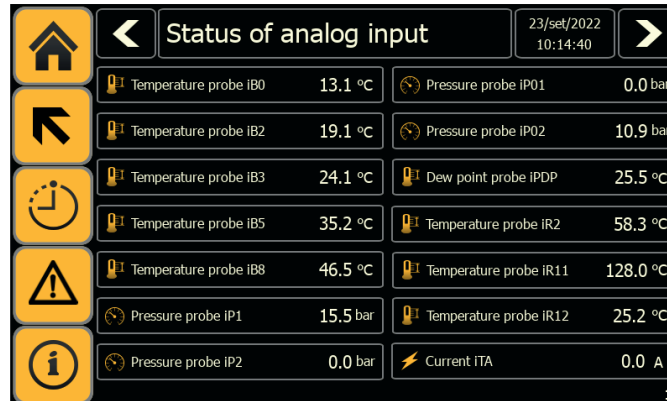 Status of analog input
23/set/2022
10:14:40
Temperature probe iB0 13.1 °C
Temperature probe iB2 19.1 °C
Temperature probe iB3 24.1 °C
Temperature probe iB5 35.2 °C
Temperature probe iB8 46.5 °C
Pressure probe iP1 15.5 bar
Pressure probe iP2 0.0 bar
Pressure probe iP01 0.0 bar
Pressure probe iP02 10.9 bar
Dew point probe iPDP 25.5 °C
Temperature probe iR2 58.3 °C
Temperature probe iR11 128.0 °C
Temperature probe iR12 25.2 °C
Current iTA 0.0 A